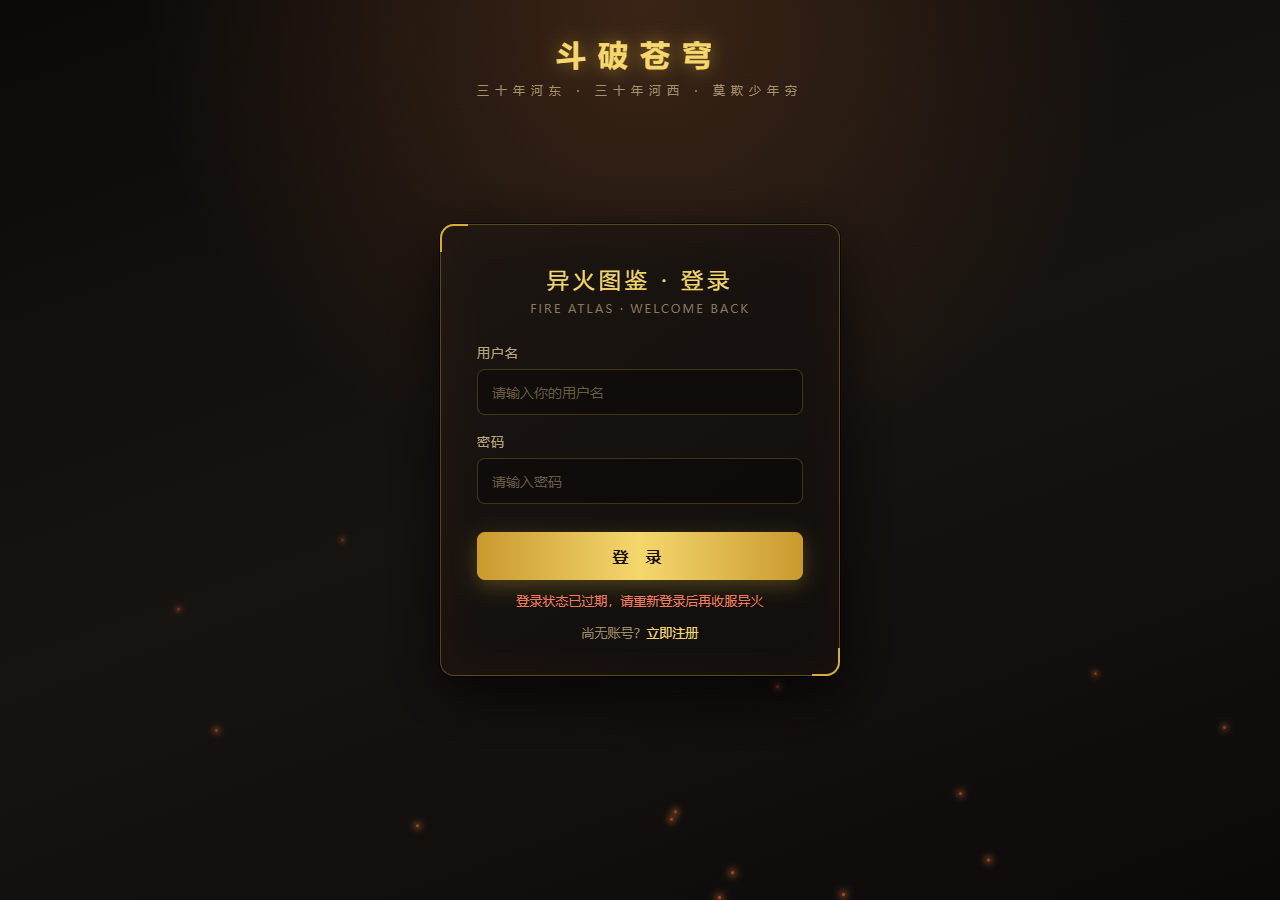 斗破苍穹
三十年河东 · 三十年河西 · 莫欺少年穷
异火图鉴 · 登录
FIRE ATLAS · WELCOME BACK
用户名
请输入你的用户名
密码
请输入密码
登 录
登录状态已过期，请重新登录后再收服异火
尚无账号？立即注册